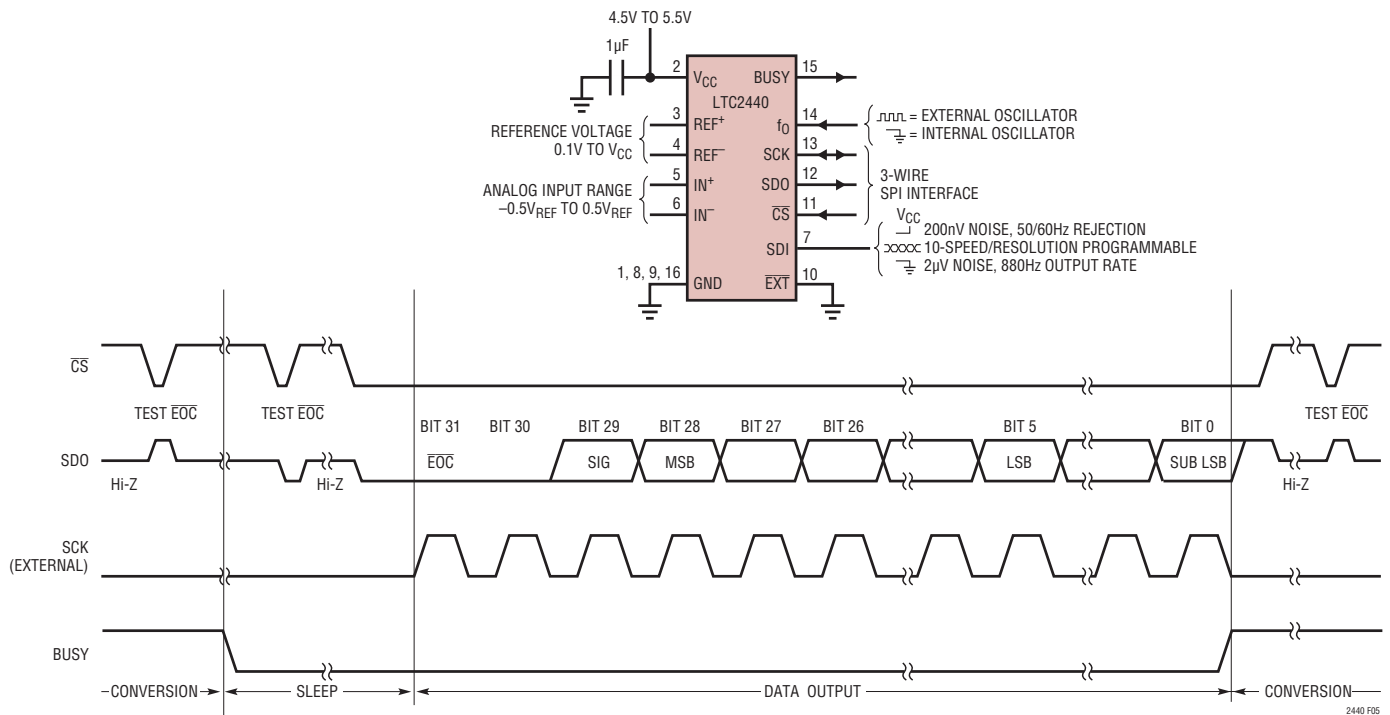 4.5V TO 5.5V
1µF
2
VCC
BUSY
15
LTC2440
3
REF+
fO
14
= EXTERNAL OSCILLATOR
= INTERNAL OSCILLATOR
REFERENCE VOLTAGE
0.1V TO VCC
4
REF–
SCK
13
5
IN+
SDO
12
3-WIRE
SPI INTERFACE
ANALOG INPUT RANGE
–0.5VREF TO 0.5VREF
6
IN–
CS
11
VCC
200nV NOISE, 50/60Hz REJECTION
SDI
7
10-SPEED/RESOLUTION PROGRAMMABLE
2µV NOISE, 880Hz OUTPUT RATE
1, 8, 9, 16
GND
EXT
10
CS
TEST EOC
TEST EOC
TEST EOC
BIT 31
BIT 30
BIT 29
BIT 28
BIT 27
BIT 26
BIT 5
BIT 0
SDO
EOC
SIG
MSB
LSB
SUB LSB
Hi-Z
Hi-Z
Hi-Z
SCK
(EXTERNAL)
BUSY
CONVERSION
SLEEP
DATA OUTPUT
CONVERSION
2440 F05